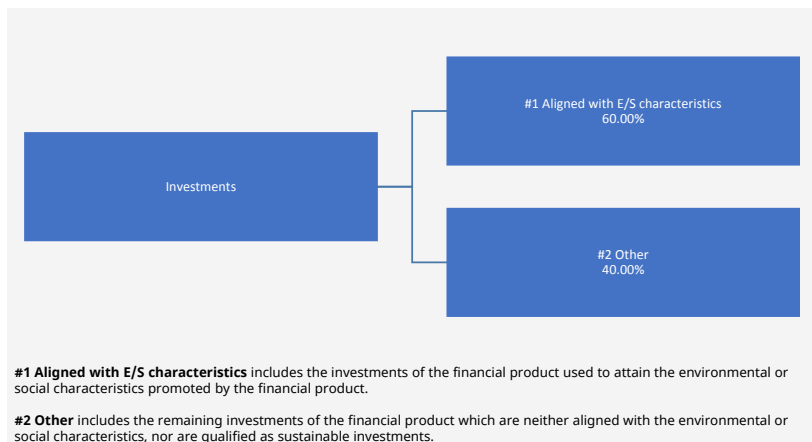 #1 Aligned with E/S characteristics
60.00%
Investments
#2 Other
40.00%
#1 Aligned with E/S characteristics includes the investments of the financial product used to attain the environmental or
social characteristics promoted by the financial product.
#2 Other includes the remaining investments of the financial product which are neither aligned with the environmental or
social characteristics, nor are qualified as sustainable investments.